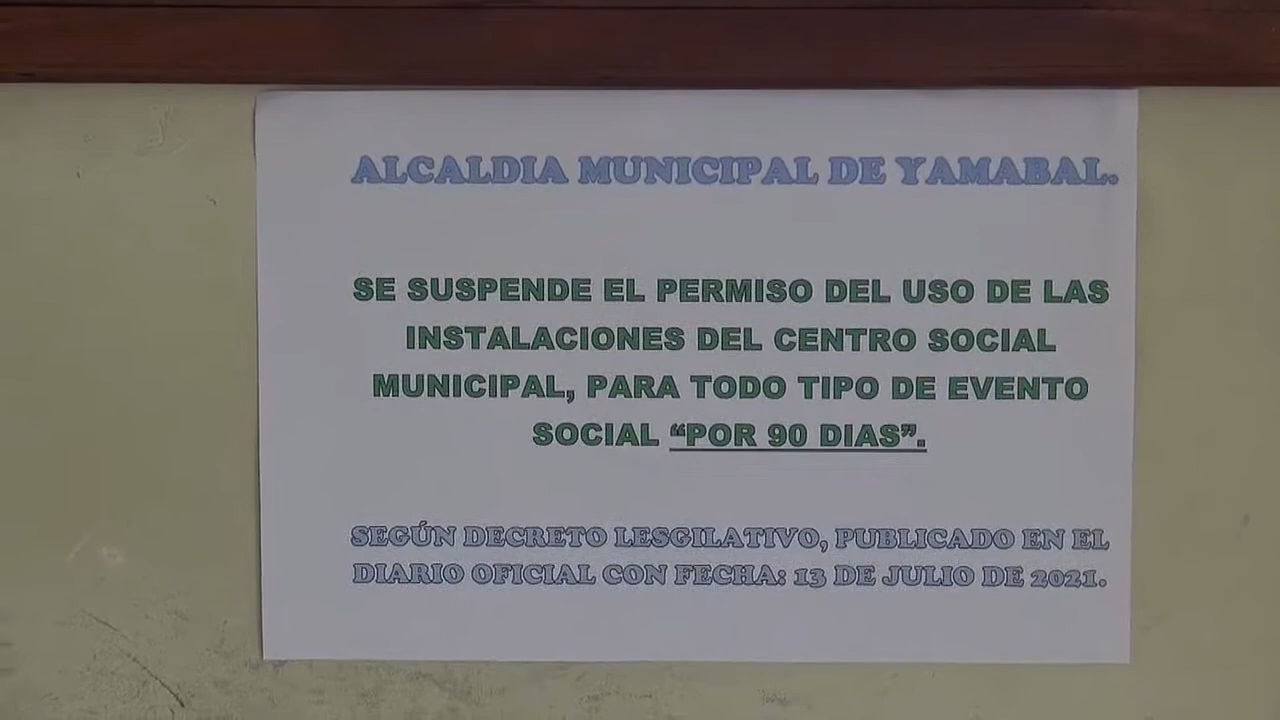 ALCALDIA MUNICIPAL DE YAMABAL.
SE SUSPENDE EL PERMISO DEL USO DE LAS
INSTALACIONES DEL CENTRO SOCIAL
MUNICIPAL, PARA TODO TIPO DE EVENTO
SOCIAL “POR 90 DIAS”.
SEGÚN DECRETO LESGILATIVO, PUBLICADO EN EL
DIARIO OFICIAL CON FECHA: 13 DE JULIO DE 2021.